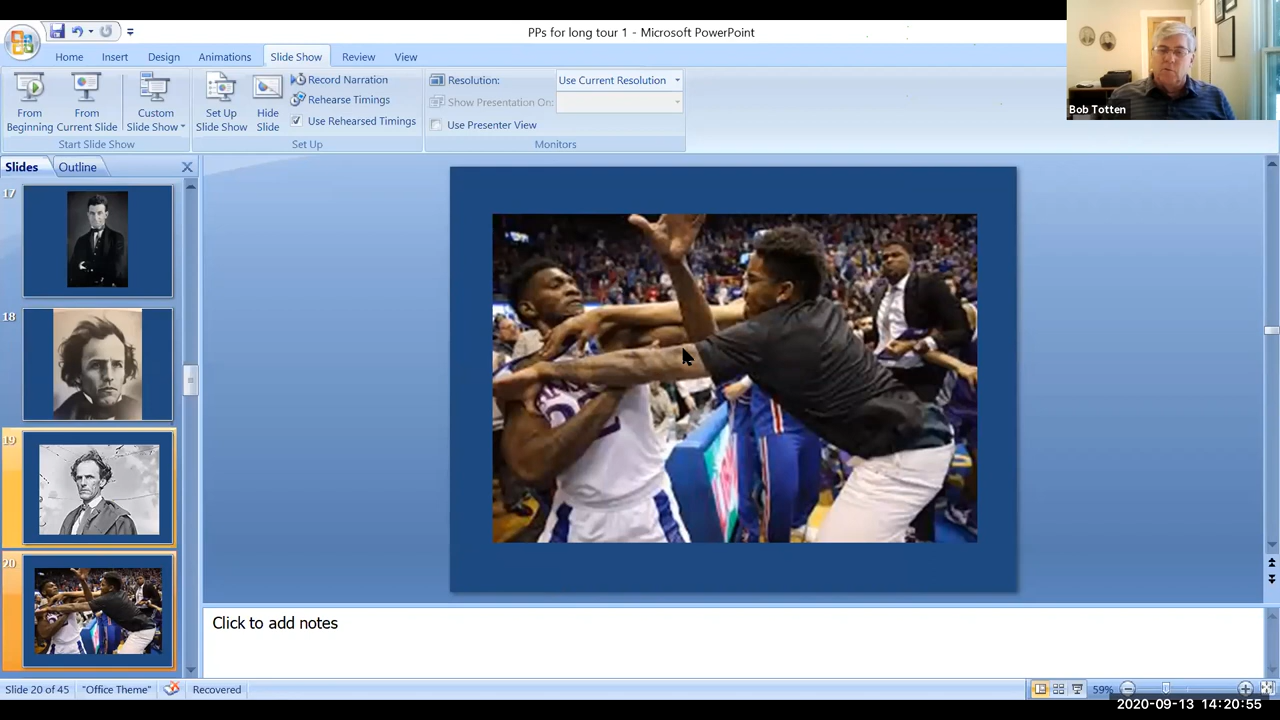 PPs for long tour 1 - Microsoft PowerPoint
Home Insert Design Animations Slide Show Review View
From Beginning
From Current Slide
Custom Slide Show
Start Slide Show
Set Up Slide Show
Hide Slide
Record Narration
Rehearse Timings
Use Rehearsed Timings
Set Up
Resolution: Use Current Resolution
Show Presentation On:
Use Presenter View
Monitors
Bob Totten
Slides Outline
17
18
19
20
Click to add notes
Slide 20 of 45 "Office Theme" Recovered 59%
2020-09-13 14:20:55